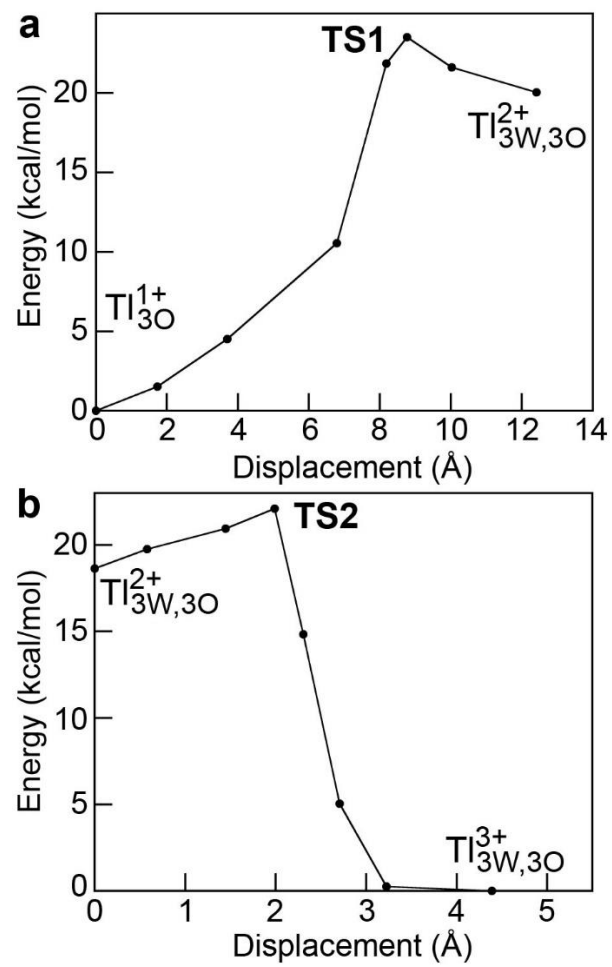 a
TS1
Energy (kcal/mol)
20
15
10
5
0
Tl3O1+
Tl3W,3O2+
0 2 4 6 8 10 12 14
Displacement (Å)
b
TS2
Energy (kcal/mol)
20
15
10
5
0
Tl3W,3O2+
Tl3W,3O3+
0 1 2 3 4 5
Displacement (Å)